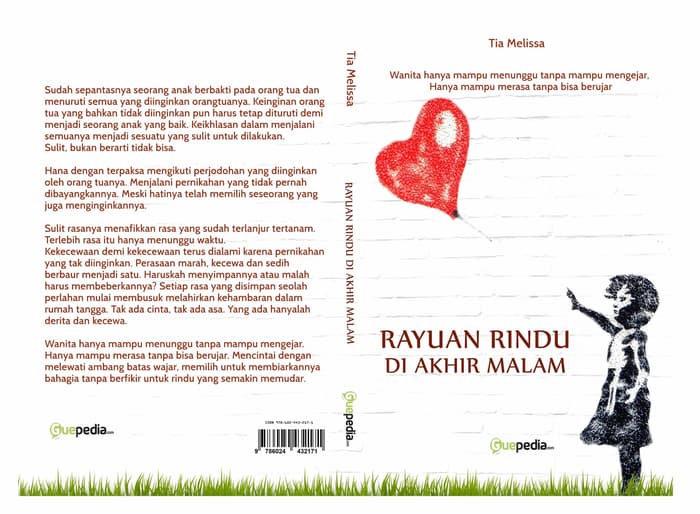 Sudah sepantasnya seorang anak berbakti pada orang tua dan
menuruti semua yang diinginkan orangtuanya. Keinginan orang
tua yang bahkan tidak diinginkan pun harus tetap dituruti demi
menjadi seorang anak yang baik. Keikhlasan dalam menjalani
semuanya menjadi sesuatu yang sulit untuk dilakukan.
Sulit, bukan berarti tidak bisa.
Hana dengan terpaksa mengikuti perjodohan yang diinginkan
oleh orang tuanya. Menjalani pernikahan yang tidak pernah
dibayangkannya. Meski hatinya telah memilih seseorang yang
juga menginginkannya.
Sulit rasanya menafikkan rasa yang sudah terlanjur tertanam.
Terlebih rasa itu hanya menunggu waktu.
Kekecewaan demi kekecewaan terus dialami karena pernikahan
yang tak diinginkan. Perasaan marah, kecewa dan sedih
berbaur menjadi satu. Haruskah menyimpannya atau malah
harus membeberkannya? Setiap rasa yang disimpan seolah
perlahan mulai membusuk melahirkan kehambaran dalam
rumah tangga. Tak ada cinta, tak ada asa. Yang ada hanyalah
derita dan kecewa.
Wanita hanya mampu menunggu tanpa mampu mengejar.
Hanya mampu merasa tanpa bisa berujar. Mencintai dengan
melewati ambang batas wajar, memilih untuk membiarkannya
bahagia tanpa berfikir untuk rindu yang semakin memudar.
Guepedia.com
ISBN 978-602-443-217-1
9 786024 432171
Tia Melissa
RAYUAN RINDU DI AKHIR MALAM
Guepedia.com
Tia Melissa
Wanita hanya mampu menunggu tanpa mampu mengejar,
Hanya mampu merasa tanpa bisa berujar
RAYUAN RINDU
DI AKHIR MALAM
Guepedia.com